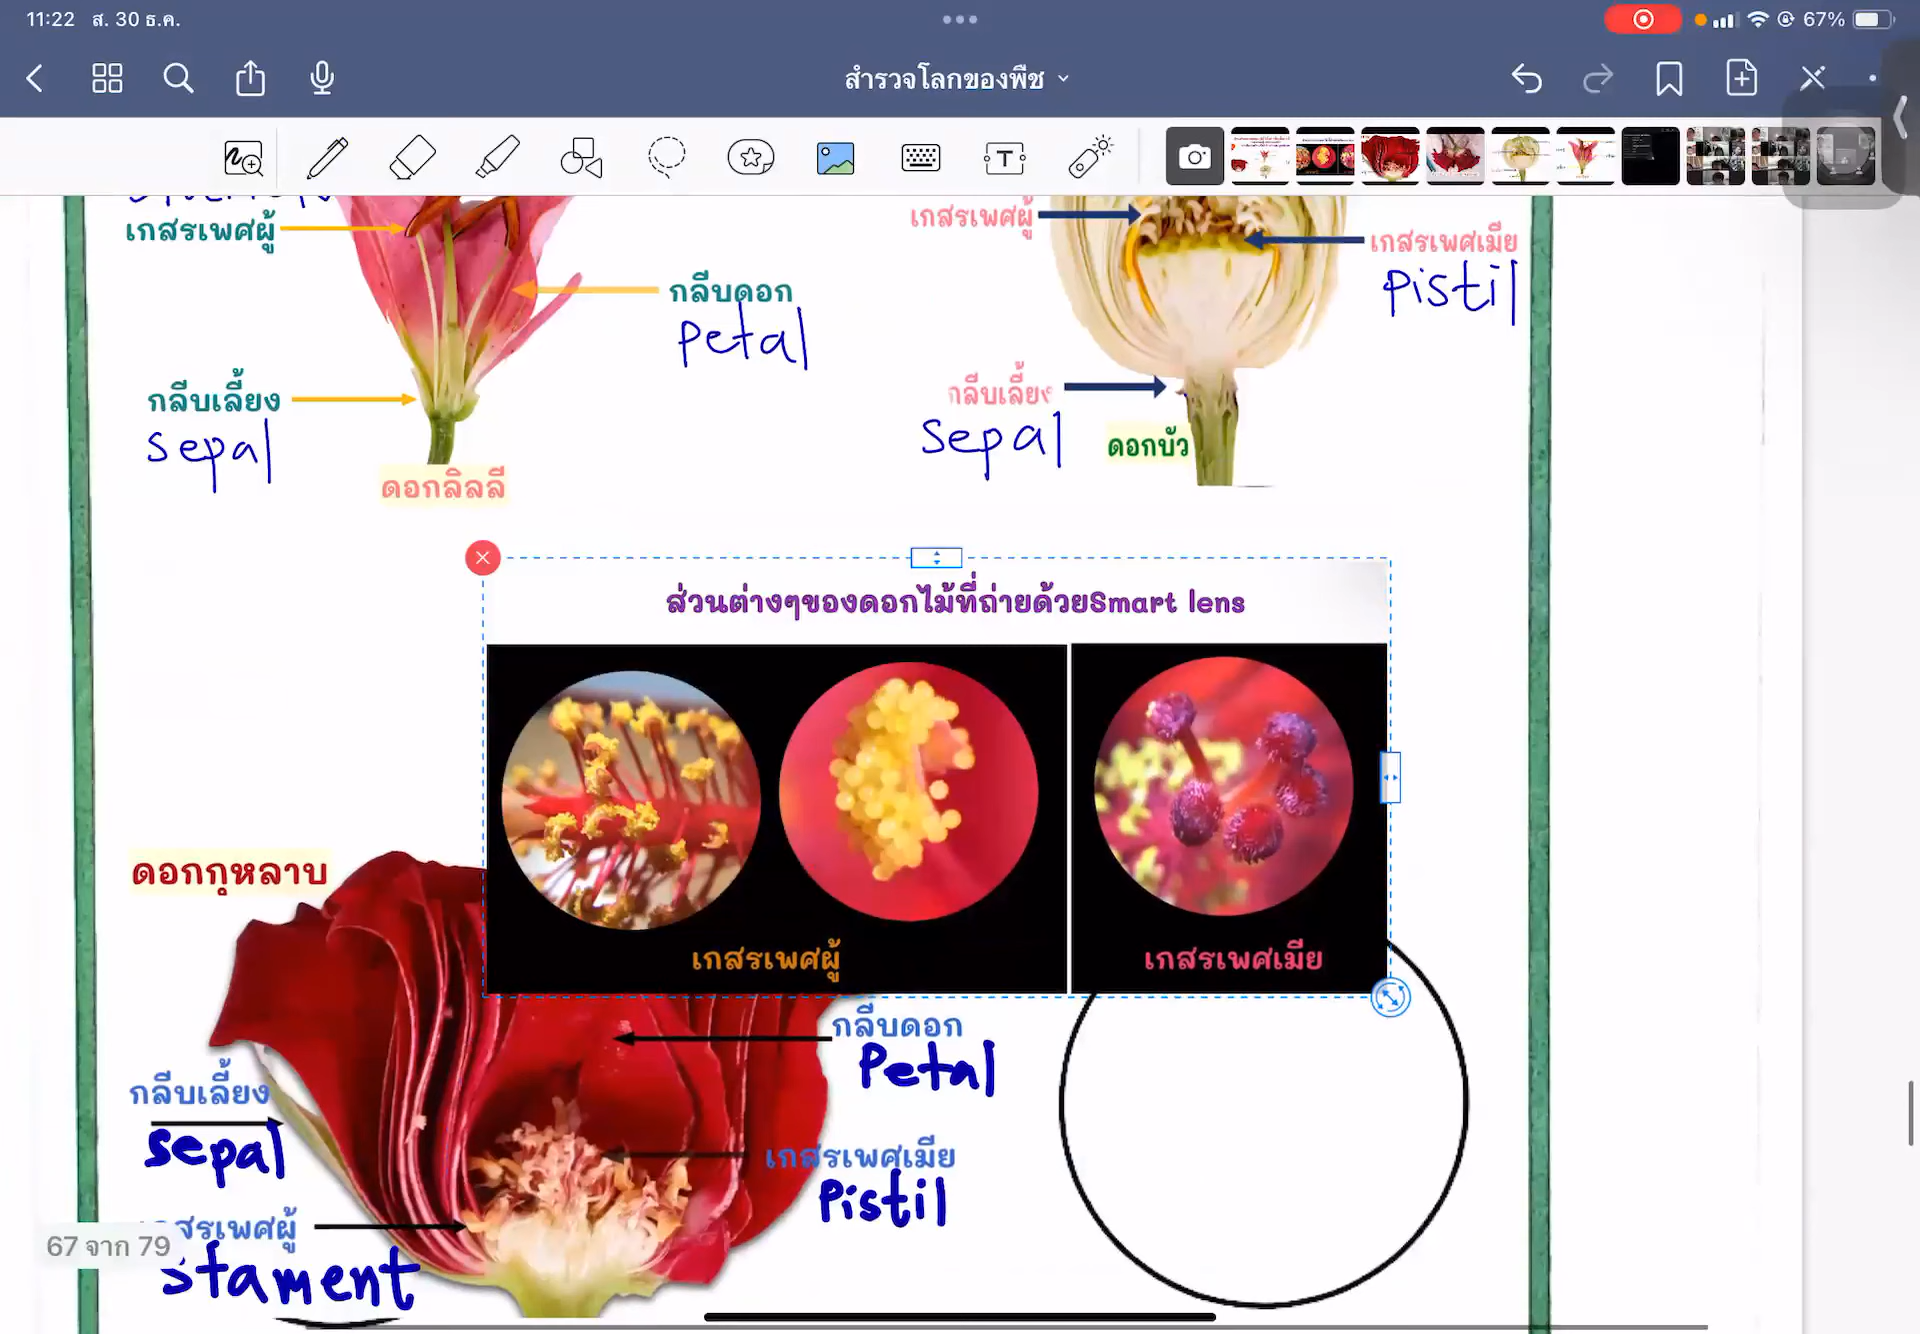 11:22 ส. 30 ธ.ค.
67%
สำรวจโลกของพืช
เกสรเพศผู้
กลีบดอก
Petal
กลีบเลี้ยง
sepal
ดอกลิลลี่
เกสรเพศผู้
เกสรเพศเมีย
Pistil
กลีบเลี้ยง
sepal
ดอกบัว
ส่วนต่างๆของดอกไม้ที่ถ่ายด้วยSmart lens
เกสรเพศผู้
เกสรเพศเมีย
ดอกกุหลาบ
กลีบดอก
Petal
กลีบเลี้ยง
sepal
เกสรเพศเมีย
Pistil
สรเพศผู้
stament
67 จาก 79